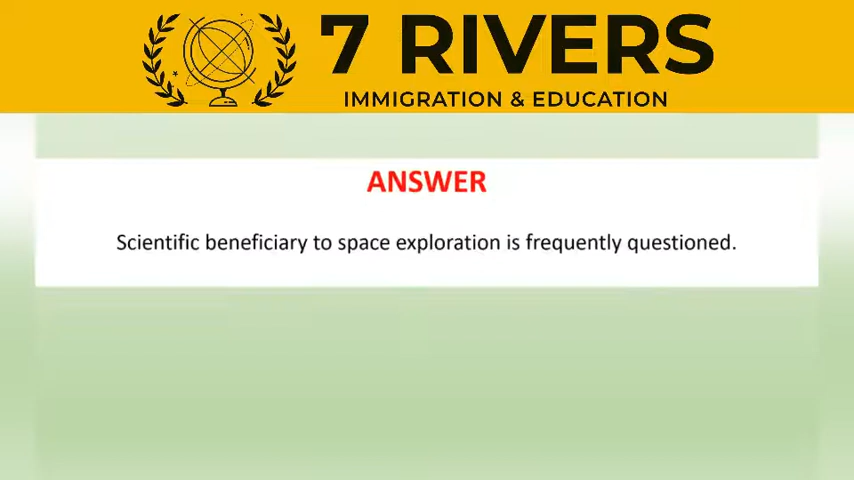 7 RIVERS
IMMIGRATION & EDUCATION
ANSWER
Scientific beneficiary to space exploration is frequently questioned.